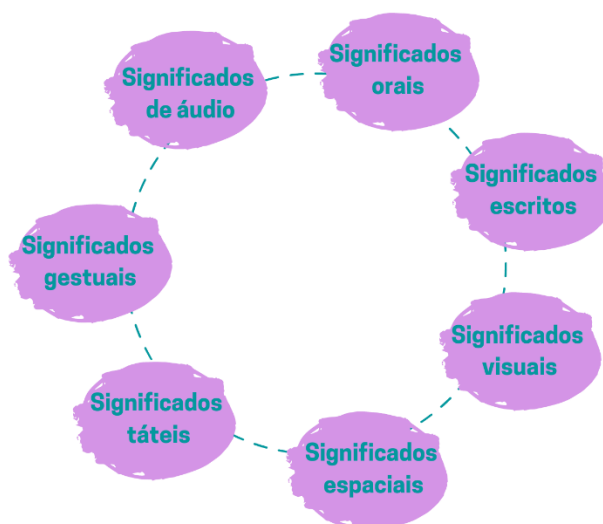 Significados
de áudio
Significados
orais
Significados
escritos
Significados
visuais
Significados
espaciais
Significados
táteis
Significados
gestuais